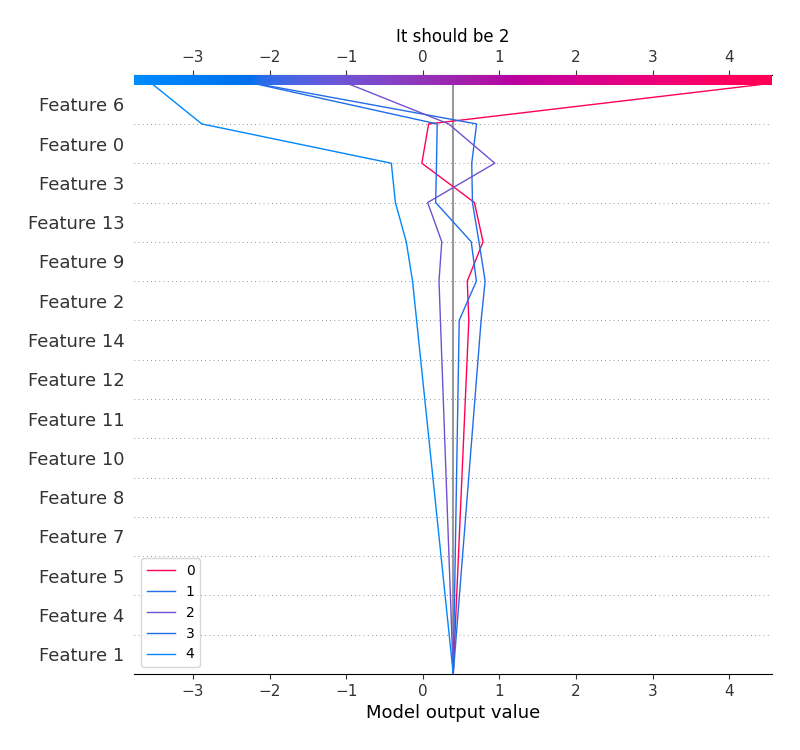 It should be 2
−3 −2 −1 0 1 2 3 4
Feature 6
Feature 0
Feature 3
Feature 13
Feature 9
Feature 2
Feature 14
Feature 12
Feature 11
Feature 10
Feature 8
Feature 7
Feature 5
Feature 4
Feature 1
0
1
2
3
4
−3 −2 −1 0 1 2 3 4
Model output value